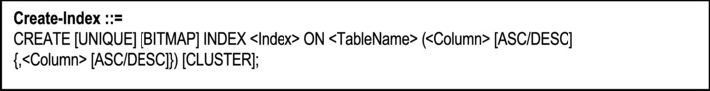 Create-Index ::=
CREATE [UNIQUE] [BITMAP] INDEX <Index> ON <TableName> (<Column> [ASC/DESC]
{,<Column> [ASC/DESC]}) [CLUSTER];